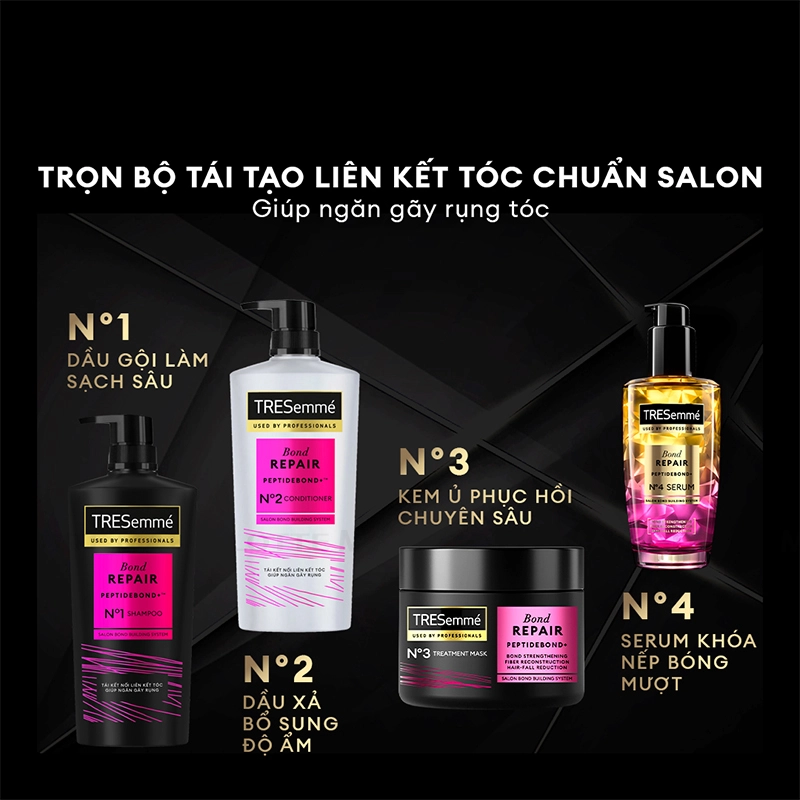 TRỌN BỘ TÁI TẠO LIÊN KẾT TÓC CHUẨN SALON
Giúp ngăn gãy rụng tóc
N°1
DẦU GỘI LÀM
SẠCH SÂU
TRESemmé
USED BY PROFESSIONALS
Bond
REPAIR
PEPTIDEBOND+™
N°1 SHAMPOO
SALON BOND BUILDING SYSTEM
TÁI KẾT NỐI LIÊN KẾT TÓC
GIÚP NGĂN GÃY RỤNG
TRESemmé
USED BY PROFESSIONALS
Bond
REPAIR
PEPTIDEBOND+™
N°2 CONDITIONER
SALON BOND BUILDING SYSTEM
TÁI KẾT NỐI LIÊN KẾT TÓC
GIÚP NGĂN GÃY RỤNG
N°2
DẦU XẢ
BỔ SUNG
ĐỘ ẨM
N°3
KEM Ủ PHỤC HỒI
CHUYÊN SÂU
TRESemmé
USED BY PROFESSIONALS
N°3 TREATMENT MASK
Bond
REPAIR
PEPTIDEBOND+
BOND STRENGTHENING
FIBER RECONSTRUCTION
HAIR-FALL REDUCTION
SALON BOND BUILDING SYSTEM
TRESemmé
USED BY PROFESSIONALS
Bond
REPAIR
PEPTIDEBOND+
N°4 SERUM
SALON BOND BUILDING SYSTEM
N°4
SERUM KHÓA
NẾP BÓNG
MƯỢT